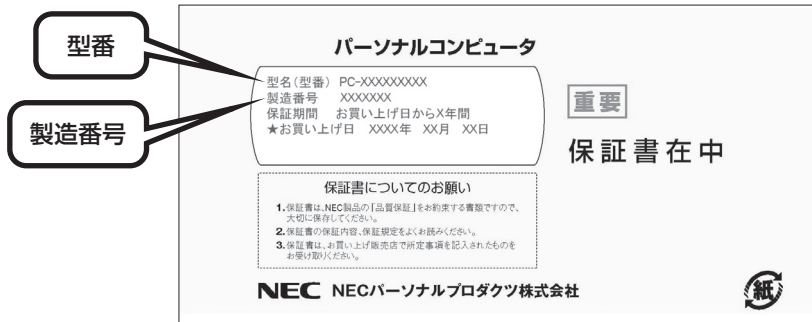 型番
製造番号
パーソナルコンピュータ
型名(型番) PC-XXXXXXXXX
製造番号 XXXXXXX
保証期間 お買い上げ日からX年間
★お買い上げ日 XXXX年 XX月 XX日
重要
保証書在中
保証書についてのお願い
1.保証書は、NEC製品の「品質保証」をお約束する書類ですので、
大切に保存してください。
2.保証書の保証内容、保証規定をよくお読みください。
3.保証書は、お買い上げ販売店で所定事項を記入されたものを
お受け取りください。
NEC NECパーソナルプロダクツ株式会社
紙